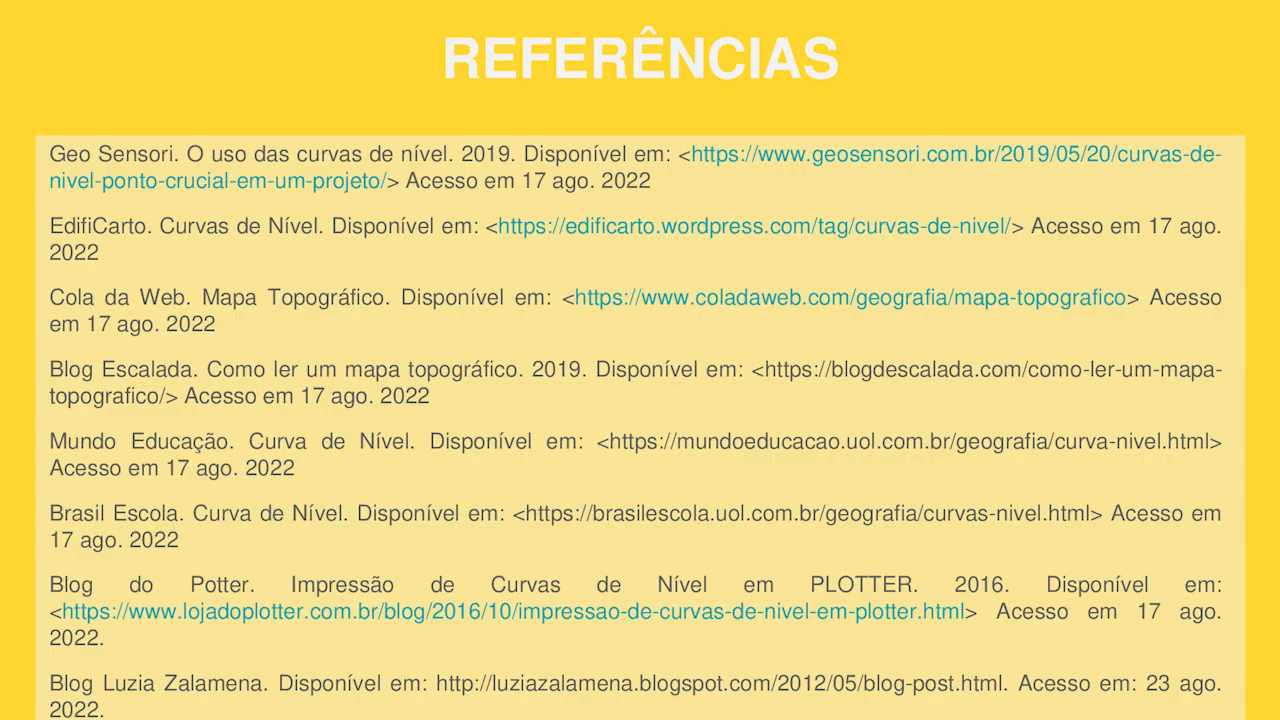 REFERÊNCIAS
Geo Sensori. O uso das curvas de nível. 2019. Disponível em: <https://www.geosensori.com.br/2019/05/20/curvas-de-
nivel-ponto-crucial-em-um-projeto/> Acesso em 17 ago. 2022
EdifiCarto. Curvas de Nível. Disponível em: <https://edificarto.wordpress.com/tag/curvas-de-nivel/> Acesso em 17 ago.
2022
Cola da Web. Mapa Topográfico. Disponível em: <https://www.coladaweb.com/geografia/mapa-topografico> Acesso
em 17 ago. 2022
Blog Escalada. Como ler um mapa topográfico. 2019. Disponível em: <https://blogdescalada.com/como-ler-um-mapa-
topografico/> Acesso em 17 ago. 2022
Mundo Educação. Curva de Nível. Disponível em: <https://mundoeducacao.uol.com.br/geografia/curva-nivel.html>
Acesso em 17 ago. 2022
Brasil Escola. Curva de Nível. Disponível em: <https://brasilescola.uol.com.br/geografia/curvas-nivel.html> Acesso em
17 ago. 2022
Blog do Potter. Impressão de Curvas de Nível em PLOTTER. 2016. Disponível em:
<https://www.lojadoplotter.com.br/blog/2016/10/impressao-de-curvas-de-nivel-em-plotter.html> Acesso em 17 ago.
2022.
Blog Luzia Zalamena. Disponível em: http://luziazalamena.blogspot.com/2012/05/blog-post.html. Acesso em: 23 ago.
2022.